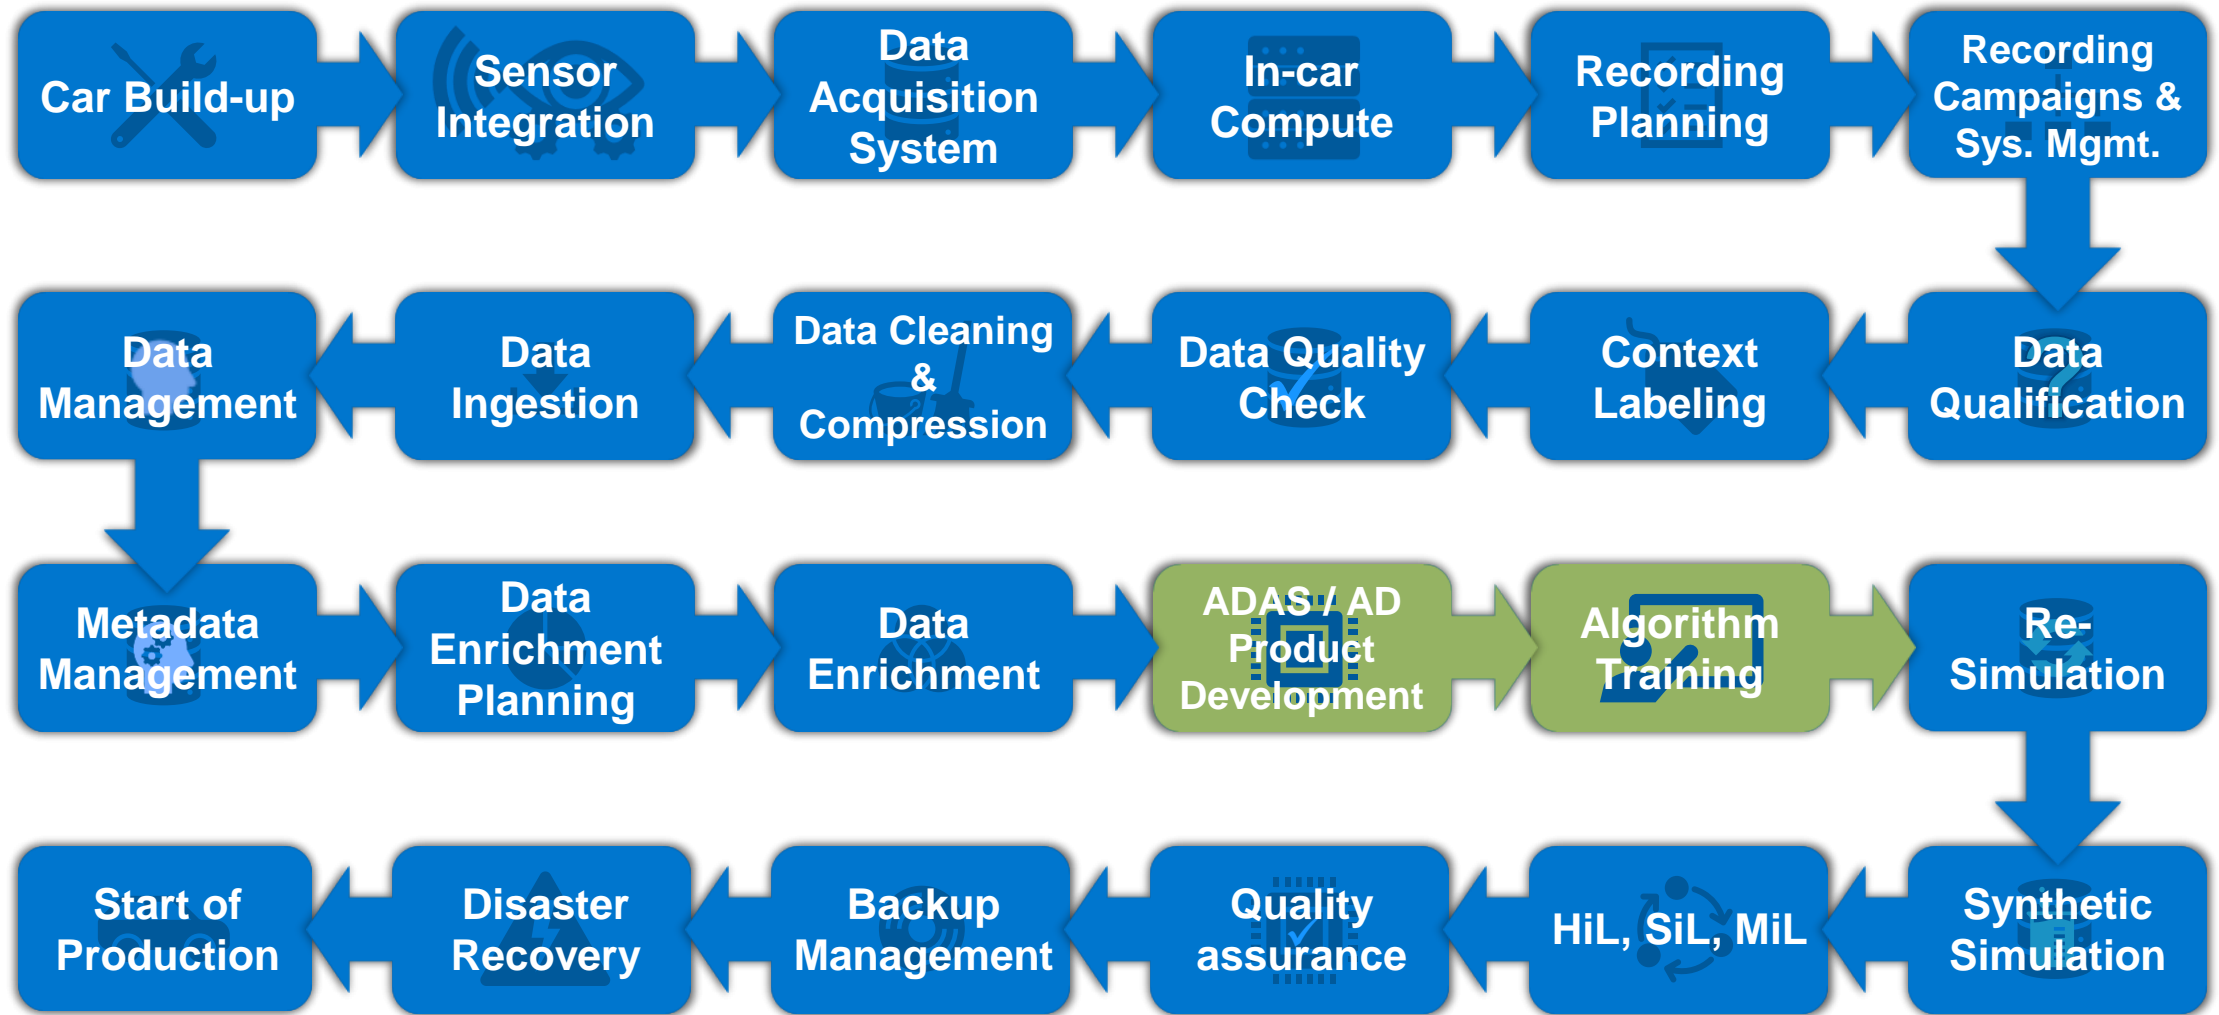 Car Build-up
Sensor
Integration
Data
Acquisition
System
In-car
Compute
Recording
Planning
Recording
Campaigns &
Sys. Mgmt.
Data
Management
Data
Ingestion
Data Cleaning
&
Compression
Data Quality
Check
Context
Labeling
Data
Qualification
Metadata
Management
Data
Enrichment
Planning
Data
Enrichment
ADAS / AD
Product
Development
Algorithm
Training
Re-
Simulation
Start of
Production
Disaster
Recovery
Backup
Management
Quality
assurance
HiL, SiL, MiL
Synthetic
Simulation